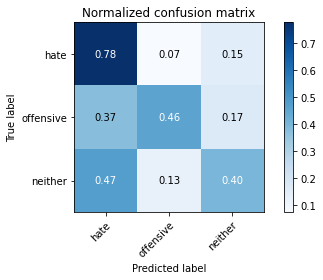 Normalized confusion matrix
True label
hate 0.78 0.07 0.15
offensive 0.37 0.46 0.17
neither 0.47 0.13 0.40
hate offensive neither
Predicted label
0.7
0.6
0.5
0.4
0.3
0.2
0.1